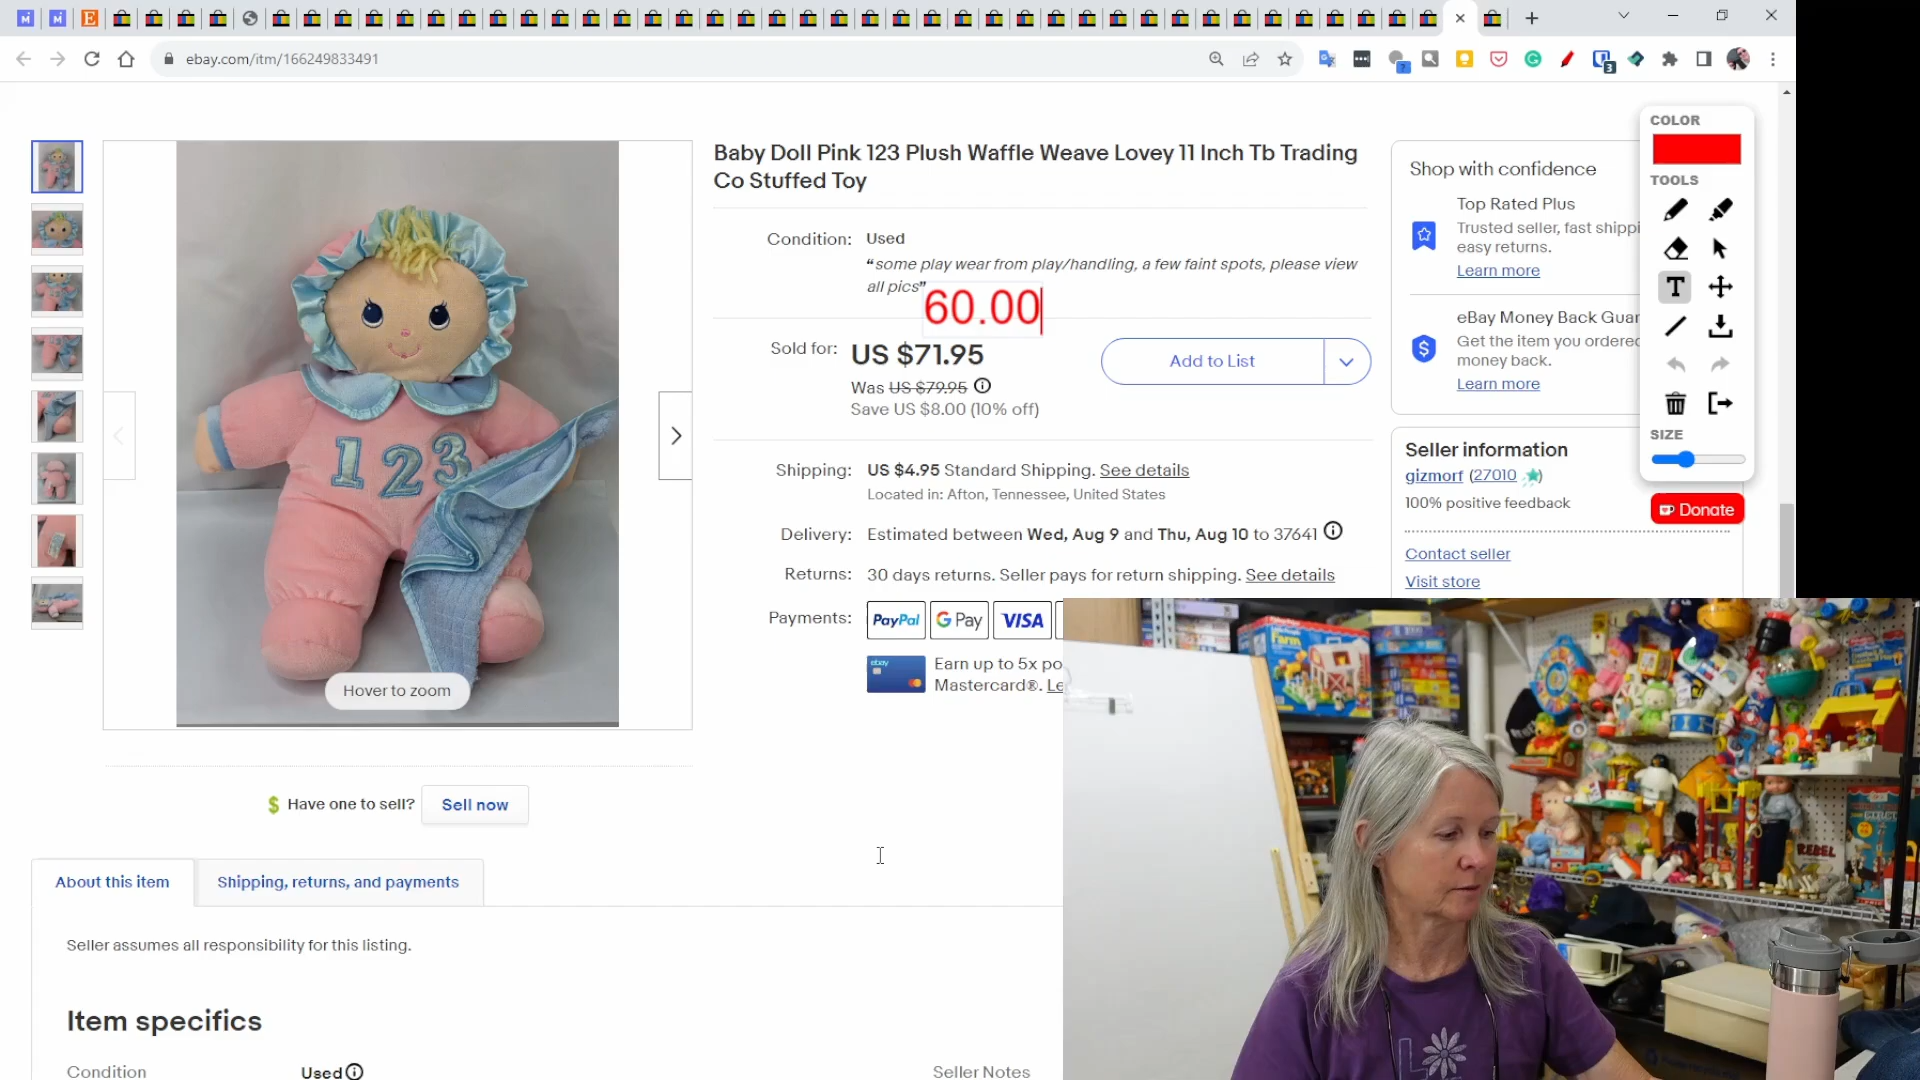 ebay.com/itm/166249833491
Baby Doll Pink 123 Plush Waffle Weave Lovey 11 Inch Tb Trading
Co Stuffed Toy
Condition: Used
“some play wear from play/handling, a few faint spots, please view
all pics”
60.00
Sold for: US $71.95
Was US $79.95
Save US $8.00 (10% off)
Add to List
Shipping: US $4.95 Standard Shipping. See details
Located in: Afton, Tennessee, United States
Delivery: Estimated between Wed, Aug 9 and Thu, Aug 10 to 37641
Returns: 30 days returns. Seller pays for return shipping. See details
Payments: PayPal G Pay VISA
ebay
Earn up to 5x po
Mastercard®. Le
123
Hover to zoom
Have one to sell? Sell now
About this item
Shipping, returns, and payments
Seller assumes all responsibility for this listing.
Item specifics
Condition Used
Seller Notes
Shop with confidence
Top Rated Plus
Trusted seller, fast shippi
easy returns.
Learn more
eBay Money Back Guar
Get the item you ordered
money back.
Learn more
Seller information
gizmorf (27010)
100% positive feedback
Contact seller
Visit store
COLOR
TOOLS
T
SIZE
Donate
3
Farm
REBEL